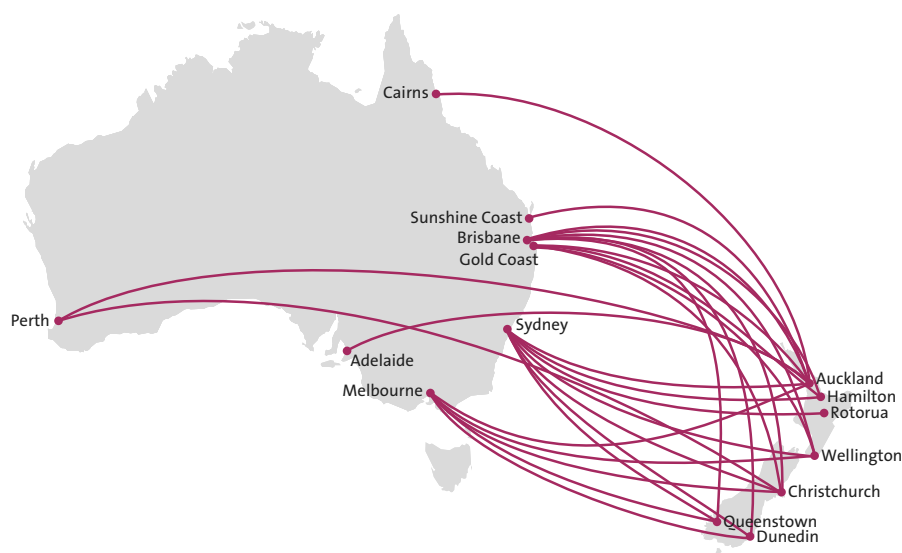 Cairns
Sunshine Coast
Brisbane
Gold Coast
Perth
Sydney
Adelaide
Melbourne
Auckland
Hamilton
Rotorua
Wellington
Christchurch
Queenstown
Dunedin